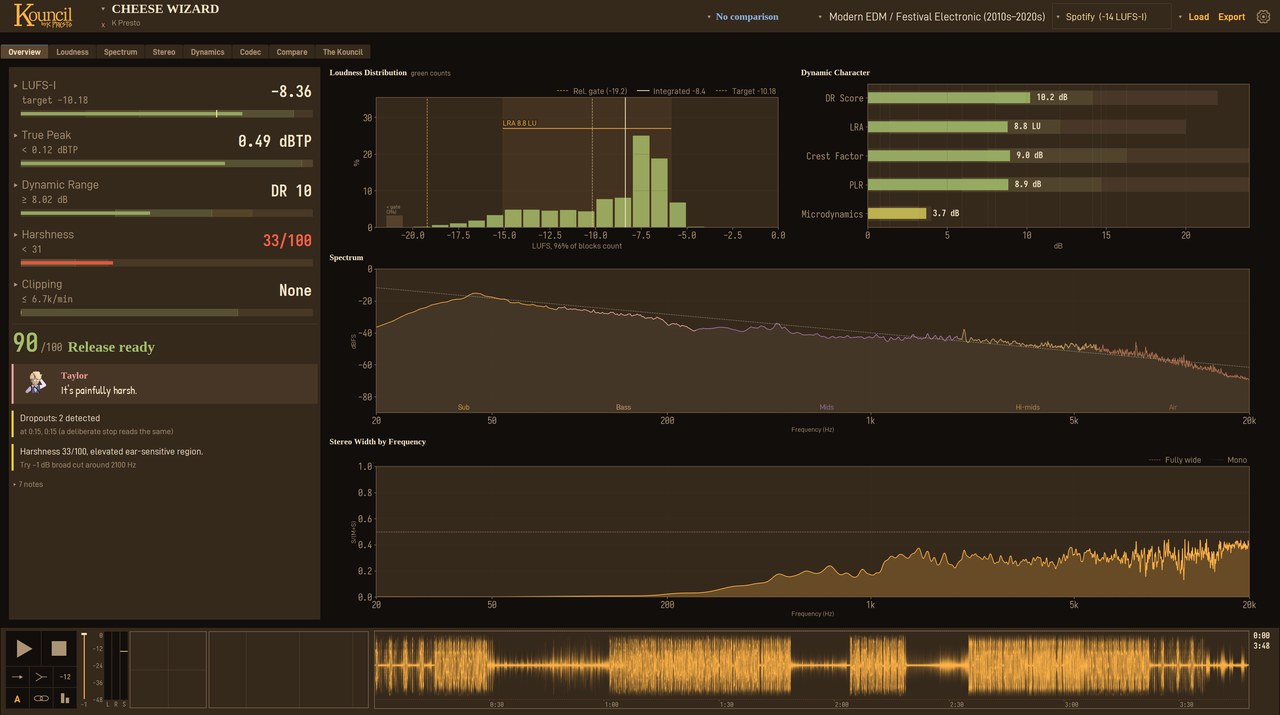 Kouncil
by K PRESTO
CHEESE WIZARD
x K Presto
No comparison
Modern EDM / Festival Electronic (2010s–2020s)
Spotify (-14 LUFS-I)
Load
Export
Overview
Loudness
Spectrum
Stereo
Dynamics
Codec
Compare
The Kouncil
LUFS-I
-8.36
target -10.18
True Peak
0.49 dBTP
< 0.12 dBTP
Dynamic Range
DR 10
≥ 8.02 dB
Harshness
33/100
< 31
Clipping
None
≤ 6.7k/min
90/100 Release ready
Taylor
It's painfully harsh.
Dropouts: 2 detected
at 0:15, 0:15 (a deliberate stop reads the same)
Harshness 33/100, elevated ear-sensitive region.
Try -1 dB broad cut around 2100 Hz
7 notes
Loudness Distribution green counts
Rel. gate (-19.2)
Integrated -8.4
Target -10.18
LRA 8.8 LU
%
30
20
10
0
-20.0 -17.5 -15.0 -12.5 -10.0 -7.5 -5.0 -2.5 0.0
LUFS, 96% of blocks count
Dynamic Character
DR Score 10.2 dB
LRA 8.8 LU
Crest Factor 9.0 dB
PLR 8.9 dB
Microdynamics 3.7 dB
0 5 10 15 20
dB
Spectrum
dBFS
0
-20
-40
-60
-80
Sub Bass Mids Hi-mids Air
20 50 200 1k 5k 20k
Frequency (Hz)
Stereo Width by Frequency
Fully wide
Mono
S/(M+S)
1.0
0.8
0.6
0.4
0.2
0.0
20 50 200 1k 5k 20k
Frequency (Hz)
-12
A
0
-12
-24
-36
-48
-1
L R S
0:30 1:00 1:30 2:00 2:30 3:00 3:30
0:00
3:48